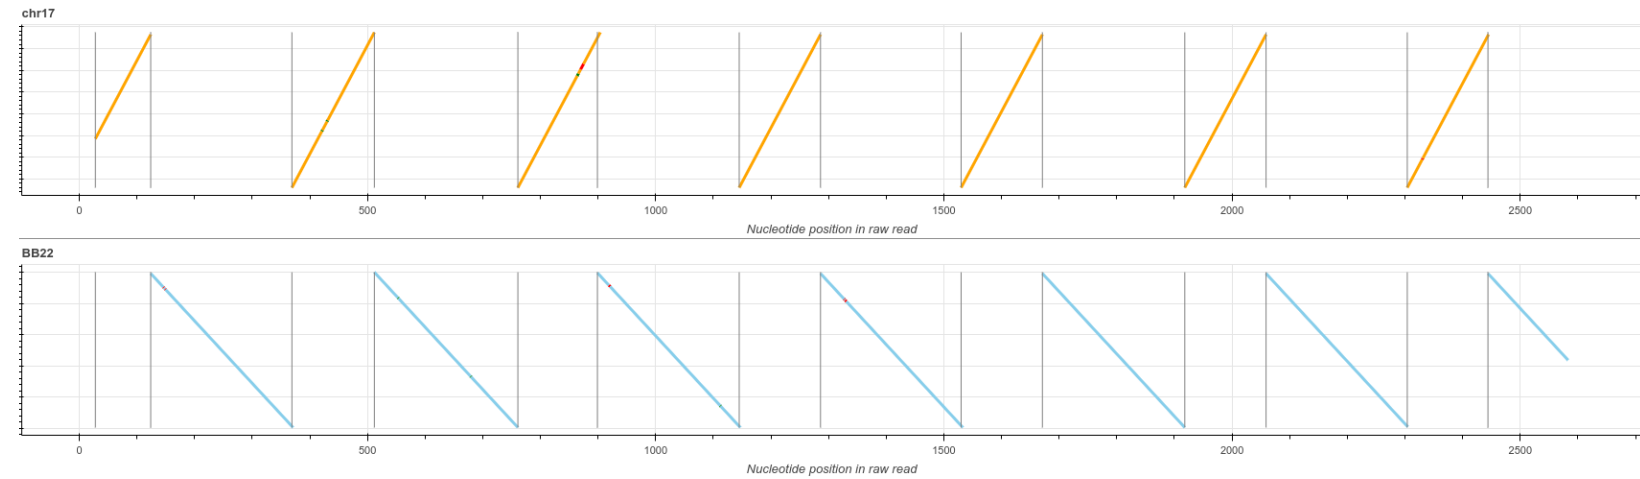 chr17
0 500 1000 1500 2000 2500
Nucleotide position in raw read
BB22
0 500 1000 1500 2000 2500
Nucleotide position in raw read